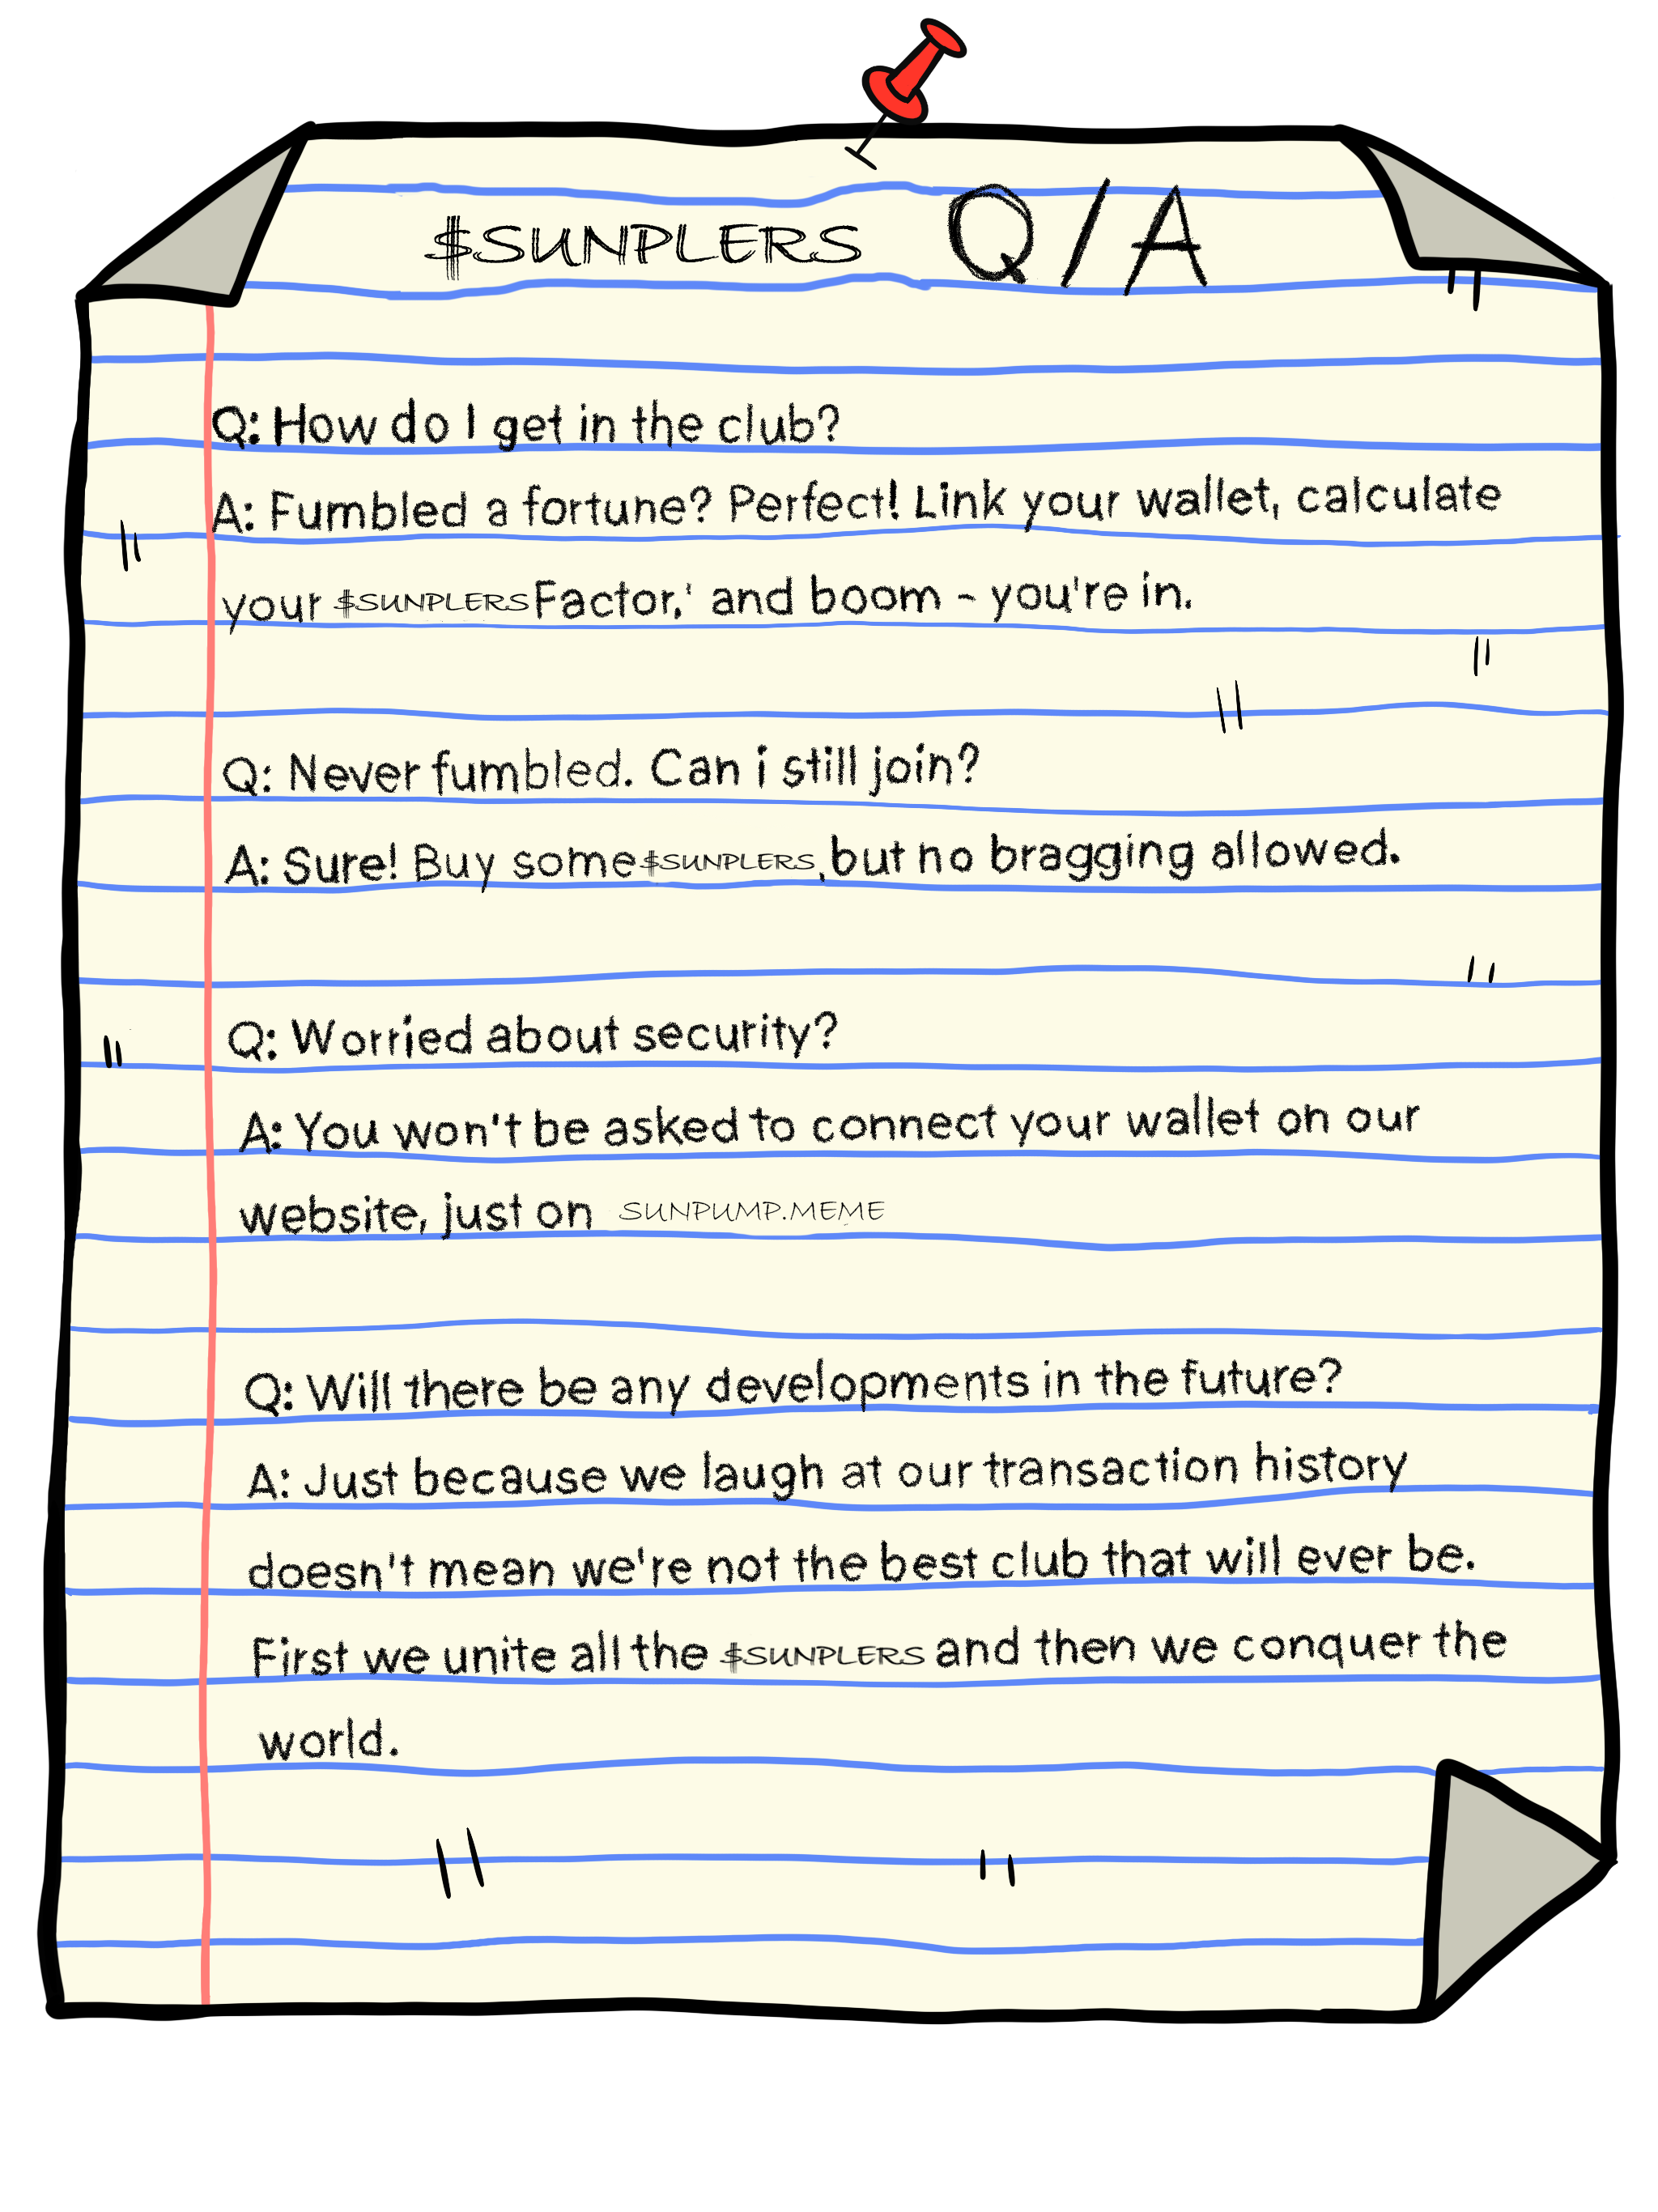 $SUNPLERS Q/A
Q: How do I get in the club?
A: Fumbled a fortune? Perfect! Link your wallet, calculate
your $SUNPLERS Factor,' and boom - you're in.
Q: Never fumbled. Can i still join?
A: Sure! Buy some $SUNPLERS, but no bragging allowed.
Q: Worried about security?
A: You won't be asked to connect your wallet on our
website, just on SUNPUMP.MEME
Q: Will there be any developments in the future?
A: Just because we laugh at our transaction history
doesn't mean we're not the best club that will ever be.
First we unite all the $SUNPLERS and then we conquer the
world.